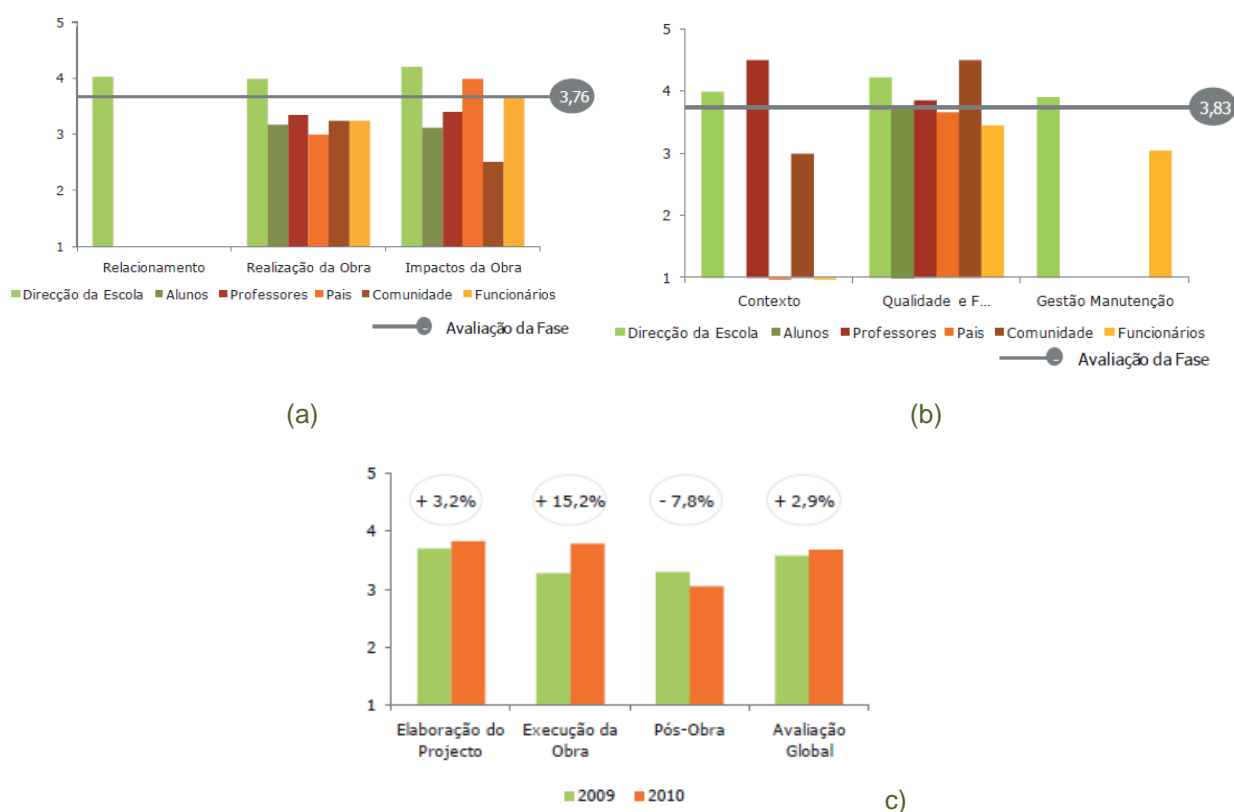 5
4
3
2
1
3,76
Relacionamento Realização da Obra Impactos da Obra
Direcção da Escola Alunos Professores Pais Comunidade Funcionários
Avaliação da Fase
(a)
5
4
3
2
1
3,83
Contexto Qualidade e F... Gestão Manutenção
Direcção da Escola Alunos Professores Pais Comunidade Funcionários
Avaliação da Fase
(b)
5
4
3
2
1
+ 3,2% + 15,2% - 7,8% + 2,9%
Elaboração do Execução da Pós-Obra Avaliação
Projecto Obra Global
2009 2010
c)